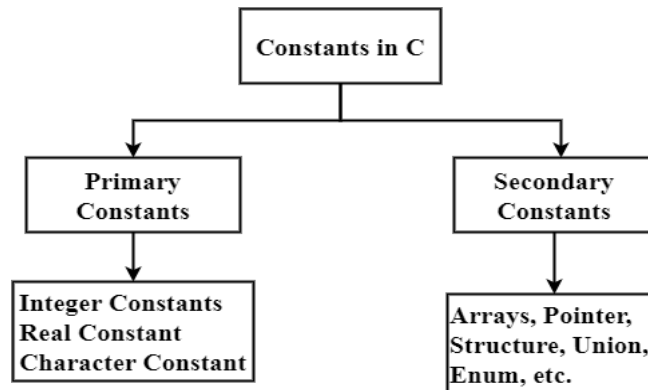 Constants in C
Primary
Constants
Secondary
Constants
Integer Constants
Real Constant
Character Constant
Arrays, Pointer,
Structure, Union,
Enum, etc.